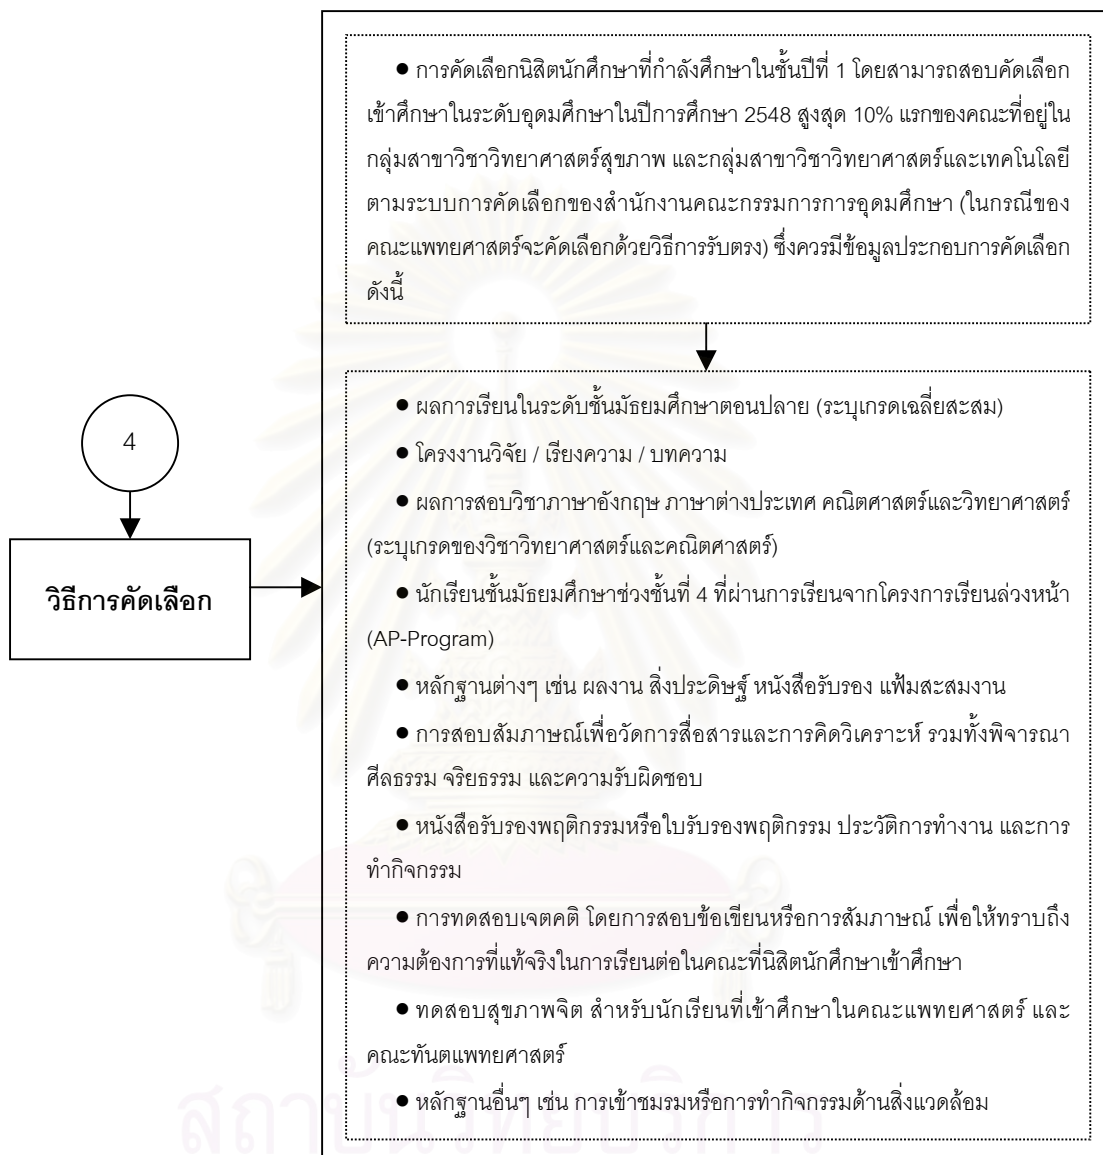 ● การคัดเลือกนิสิตนักศึกษาที่กำลังศึกษาในชั้นปีที่ 1 โดยสามารถสอบคัดเลือก
เข้าศึกษาในระดับอุดมศึกษาในปีการศึกษา 2548 สูงสุด 10% แรกของคณะที่อยู่ใน
กลุ่มสาขาวิชาวิทยาศาสตร์สุขภาพ และกลุ่มสาขาวิชาวิทยาศาสตร์และเทคโนโลยี
ตามระบบการคัดเลือกของสำนักงานคณะกรรมการการอุดมศึกษา (ในกรณีของ
คณะแพทยศาสตร์จะคัดเลือกด้วยวิธีการรับตรง) ซึ่งควรมีข้อมูลประกอบการคัดเลือก
ดังนี้
4
วิธีการคัดเลือก
● ผลการเรียนในระดับชั้นมัธยมศึกษาตอนปลาย (ระบุเกรดเฉลี่ยสะสม)
● โครงงานวิจัย / เรียงความ / บทความ
● ผลการสอบวิชาภาษาอังกฤษ ภาษาต่างประเทศ คณิตศาสตร์และวิทยาศาสตร์
(ระบุเกรดของวิชาวิทยาศาสตร์และคณิตศาสตร์)
● นักเรียนชั้นมัธยมศึกษาช่วงชั้นที่ 4 ที่ผ่านการเรียนจากโครงการเรียนล่วงหน้า
(AP-Program)
● หลักฐานต่างๆ เช่น ผลงาน สิ่งประดิษฐ์ หนังสือรับรอง แฟ้มสะสมงาน
● การสอบสัมภาษณ์เพื่อวัดการสื่อสารและการคิดวิเคราะห์ รวมทั้งพิจารณา
ศีลธรรม จริยธรรม และความรับผิดชอบ
● หนังสือรับรองพฤติกรรมหรือใบรับรองพฤติกรรม ประวัติการทำงาน และการ
ทำกิจกรรม
● การทดสอบเจตคติ โดยการสอบข้อเขียนหรือการสัมภาษณ์ เพื่อให้ทราบถึง
ความต้องการที่แท้จริงในการเรียนต่อในคณะที่นิสิตนักศึกษาเข้าศึกษา
● ทดสอบสุขภาพจิต สำหรับนักเรียนที่เข้าศึกษาในคณะแพทยศาสตร์ และ
คณะทันตแพทยศาสตร์
● หลักฐานอื่นๆ เช่น การเข้าชมรมหรือการทำกิจกรรมด้านสิ่งแวดล้อม
สถาบันวิทยบริการ